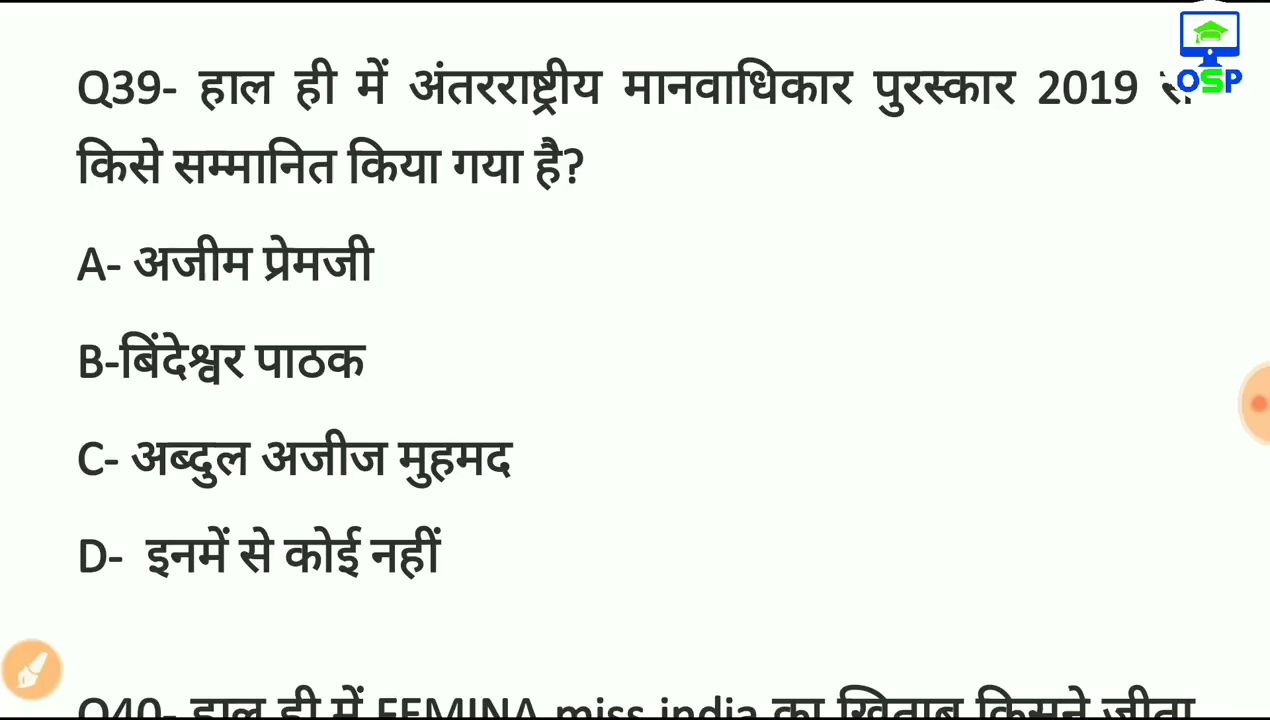 Q39- हाल ही में अंतरराष्ट्रीय मानवाधिकार पुरस्कार 2019
OSP
किसे सम्मानित किया गया है?
A- अजीम प्रेमजी
B-बिंदेश्वर पाठक
C- अब्दुल अजीज मुहमद
D- इनमें से कोई नहीं
Q40- हाल ही में FEMINA miss india का खिताब किसने जीता